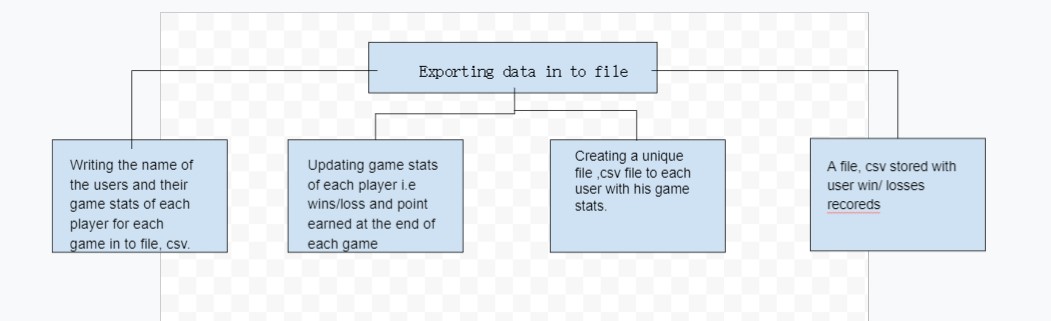 Exporting data in to file
Writing the name of
the users and their
game stats of each
player for each
game in to file, csv.
Updating game stats
of each player i.e
wins/loss and point
earned at the end of
each game
Creating a unique
file ,csv file to each
user with his game
stats.
A file, csv stored with
user win/ losses
recoreds